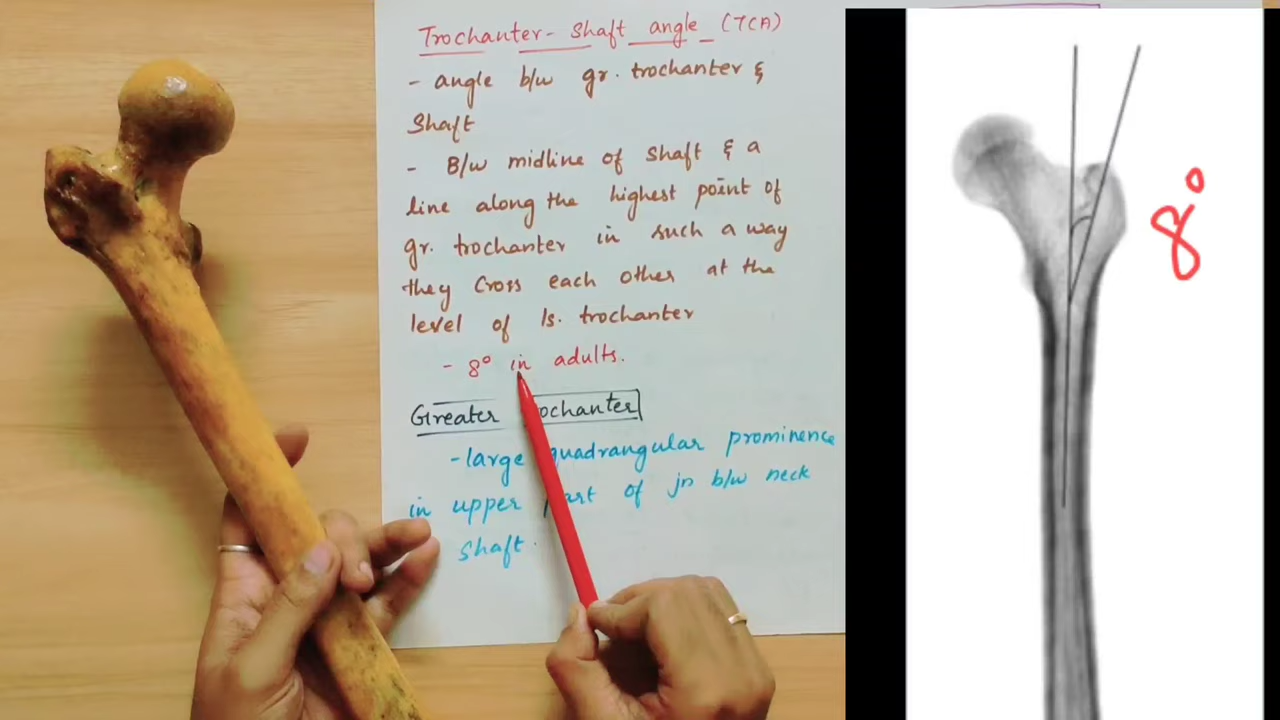 Trochanter- Shaft angle (TCA)
- angle b/w gr. trochanter &
Shaft
- B/w midline of shaft & a
line along the highest point of
gr. trochanter in such a way
they cross each other at the
level of ls. trochanter
- 8° in adults.
Greater ochanter
- large quadrangular prominence
in upper part of jn b/w neck
shaft.
8°